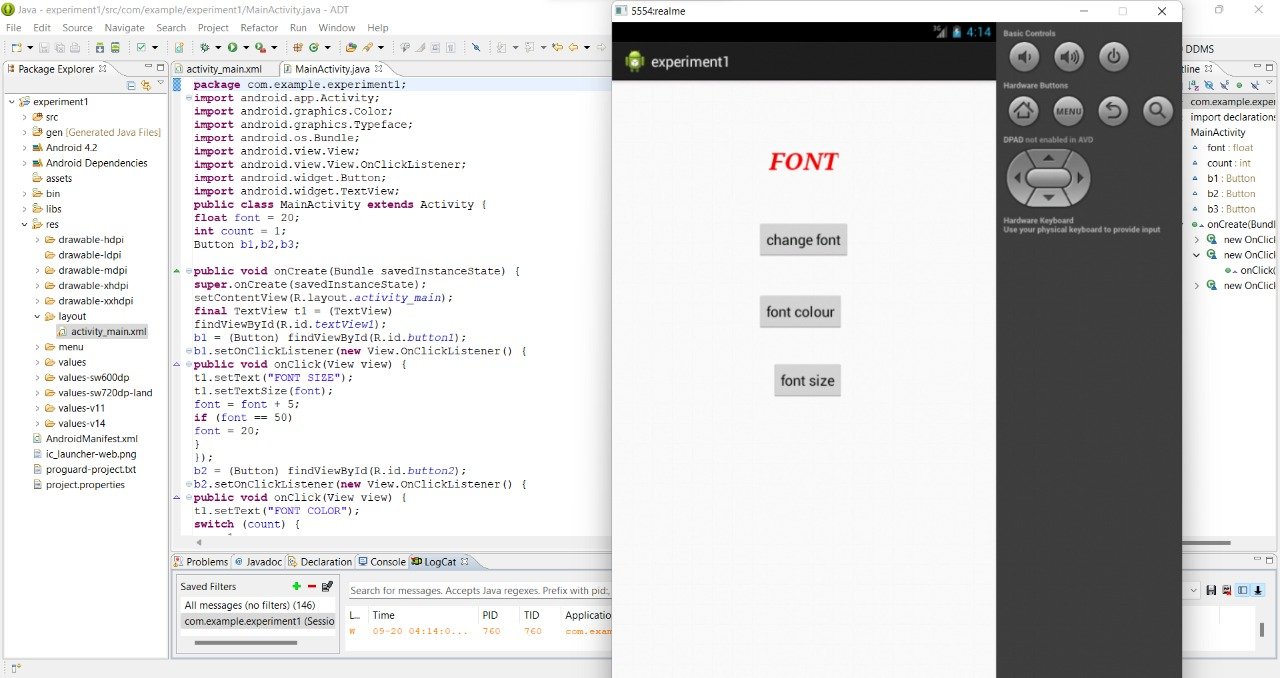 Java - experiment1/src/com/example/experiment1/MainActivity.java - ADT
File Edit Source Navigate Search Project Refactor Run Window Help
DDMS
Package Explorer
experiment1
src
gen [Generated Java Files]
Android 4.2
Android Dependencies
assets
bin
libs
res
drawable-hdpi
drawable-ldpi
drawable-mdpi
drawable-xhdpi
drawable-xxhdpi
layout
activity_main.xml
menu
values
values-sw600dp
values-sw720dp-land
values-v11
values-v14
AndroidManifest.xml
ic_launcher-web.png
proguard-project.txt
project.properties
activity_main.xml MainActivity.java
package com.example.experiment1;
import android.app.Activity;
import android.graphics.Color;
import android.graphics.Typeface;
import android.os.Bundle;
import android.view.View;
import android.view.View.OnClickListener;
import android.widget.Button;
import android.widget.TextView;
public class MainActivity extends Activity {
float font = 20;
int count = 1;
Button b1,b2,b3;
public void onCreate(Bundle savedInstanceState) {
super.onCreate(savedInstanceState);
setContentView(R.layout.activity_main);
final TextView t1 = (TextView)
findViewById(R.id.textView1);
b1 = (Button) findViewById(R.id.button1);
b1.setOnClickListener(new View.OnClickListener() {
public void onClick(View view) {
t1.setText("FONT SIZE");
t1.setTextSize(font);
font = font + 5;
if (font == 50)
font = 20;
}
});
b2 = (Button) findViewById(R.id.button2);
b2.setOnClickListener(new View.OnClickListener() {
public void onClick(View view) {
t1.setText("FONT COLOR");
switch (count) {
5554:realme
3G 4:14
experiment1
FONT
change font
font colour
font size
Basic Controls
Hardware Buttons
MENU
DPAD not enabled in AVD
Hardware Keyboard
Use your physical keyboard to provide input
tline
com.example.exper
import declarations
MainActivity
font : float
count : int
b1 : Button
b2 : Button
b3 : Button
onCreate(Bundl
new OnClick
new OnClick
onClick(
new OnClick
Problems @ Javadoc Declaration Console LogCat
Saved Filters
All messages (no filters) (146)
com.example.experiment1 (Sessio
Search for messages. Accepts Java regexes. Prefix with pid:,
L... Time PID TID Application
W 05-20 04:14:0... 760 760 com.exam